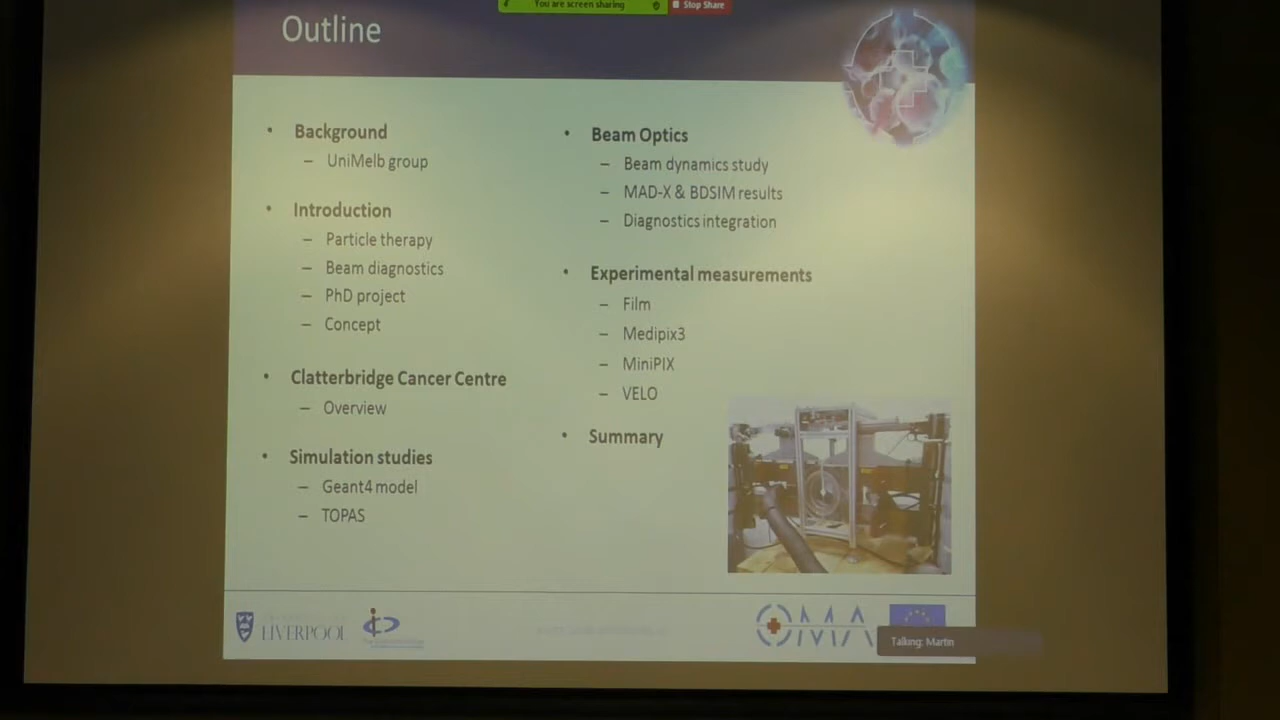 You are screen sharing
Stop Share
Outline
• Background
– UniMelb group
• Introduction
– Particle therapy
– Beam diagnostics
– PhD project
– Concept
• Clatterbridge Cancer Centre
– Overview
• Simulation studies
– Geant4 model
– TOPAS
• Beam Optics
– Beam dynamics study
– MAD-X & BDSIM results
– Diagnostics integration
• Experimental measurements
– Film
– Medipix3
– MiniPIX
– VELO
• Summary
LIVERPOOL
OMA
Talking: Martin